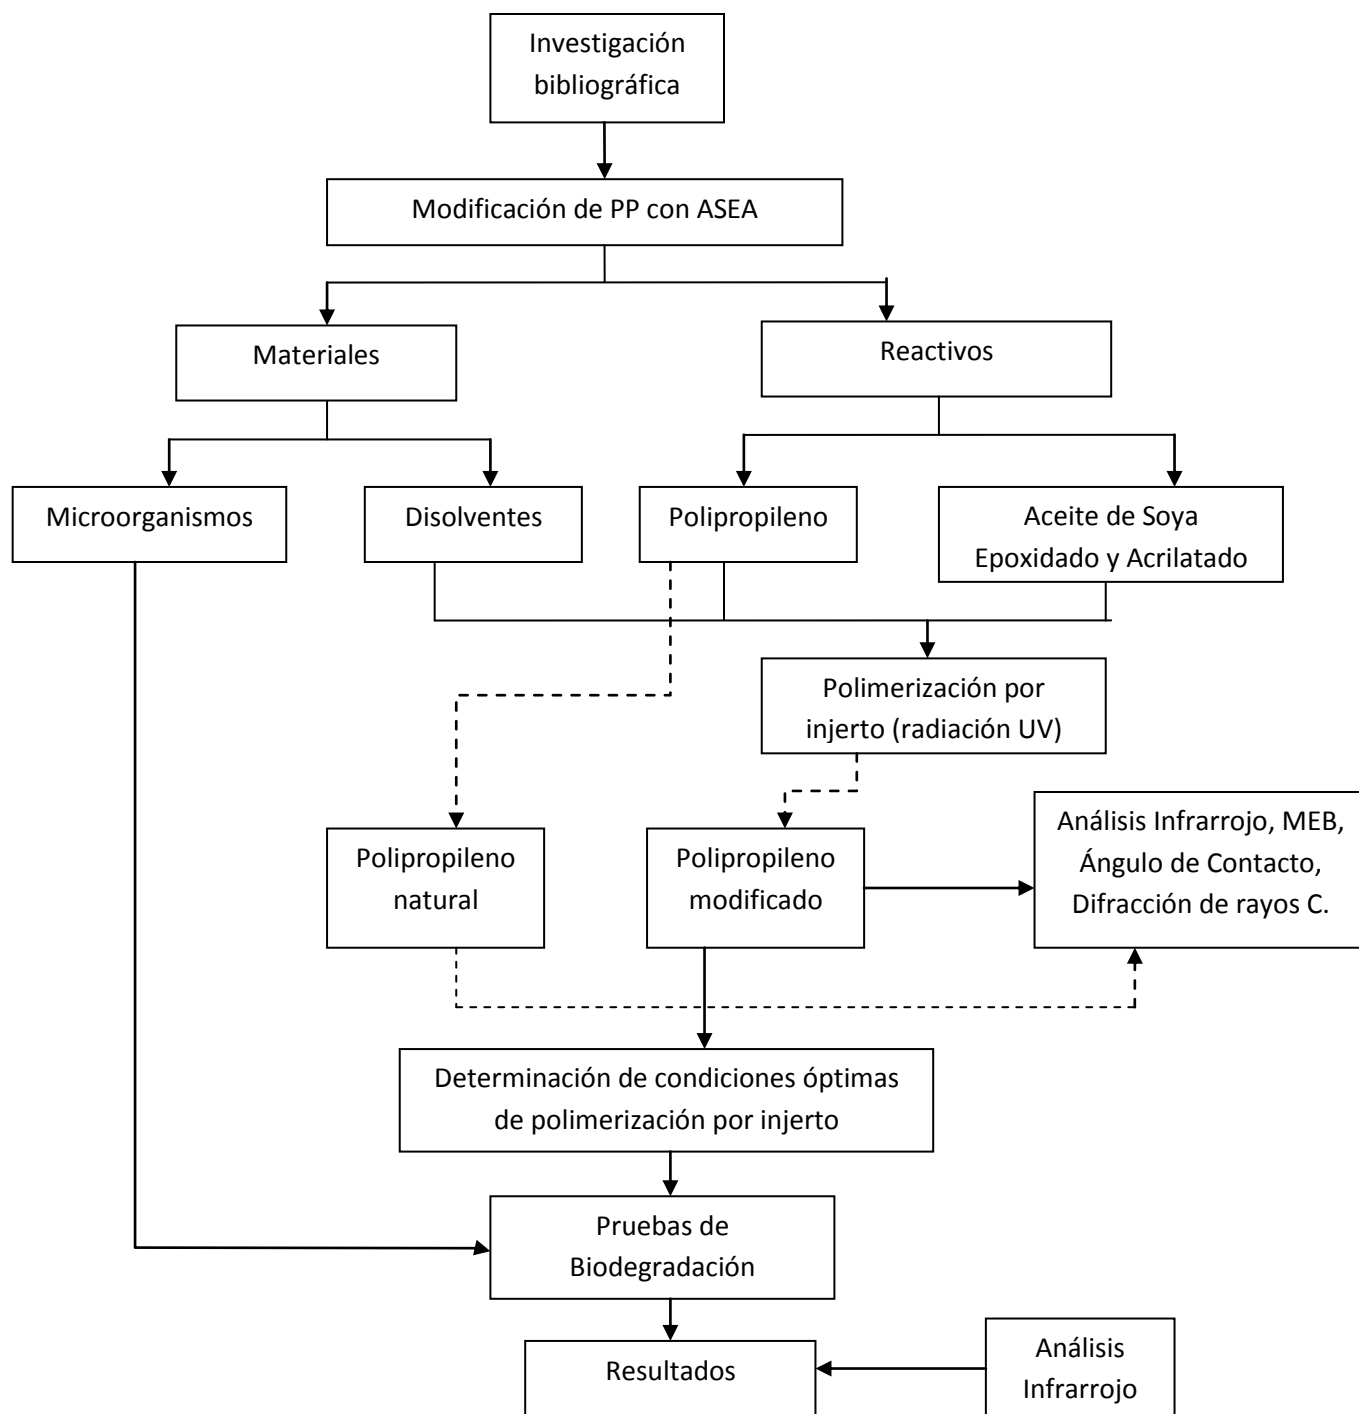 Investigación
bibliográfica
Modificación de PP con ASEA
Materiales
Reactivos
Microorganismos
Disolventes
Polipropileno
Aceite de Soya
Epoxidado y Acrilatado
Polimerización por
injerto (radiación UV)
Polipropileno
natural
Polipropileno
modificado
Análisis Infrarrojo, MEB,
Ángulo de Contacto,
Difracción de rayos C.
Determinación de condiciones óptimas
de polimerización por injerto
Pruebas de
Biodegradación
Resultados
Análisis
Infrarrojo